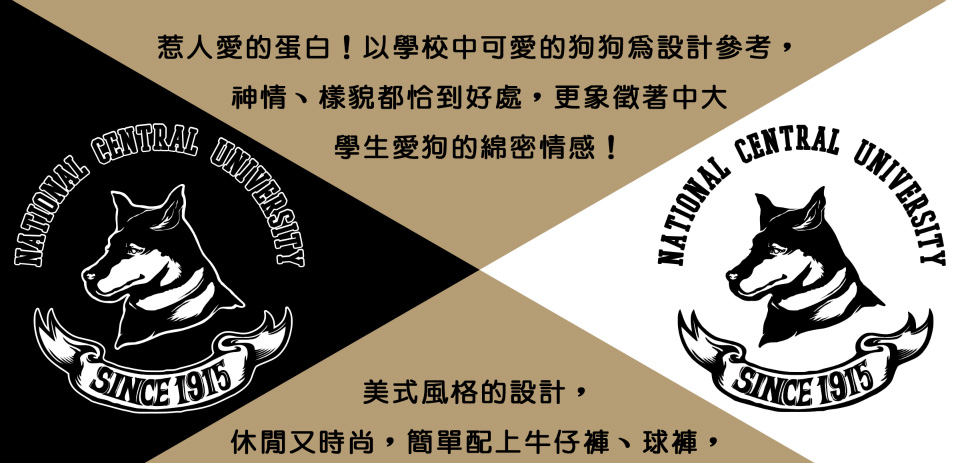 惹人愛的蛋白！以學校中可愛的狗狗為設計參考，
神情、樣貌都恰到好處，更象徵著中大
學生愛狗的綿密情感！
NATIONAL CENTRAL UNIVERSITY
SINCE 1915
NATIONAL CENTRAL UNIVERSITY
SINCE 1915
美式風格的設計，
休閒又時尚，簡單配上牛仔褲、球褲，